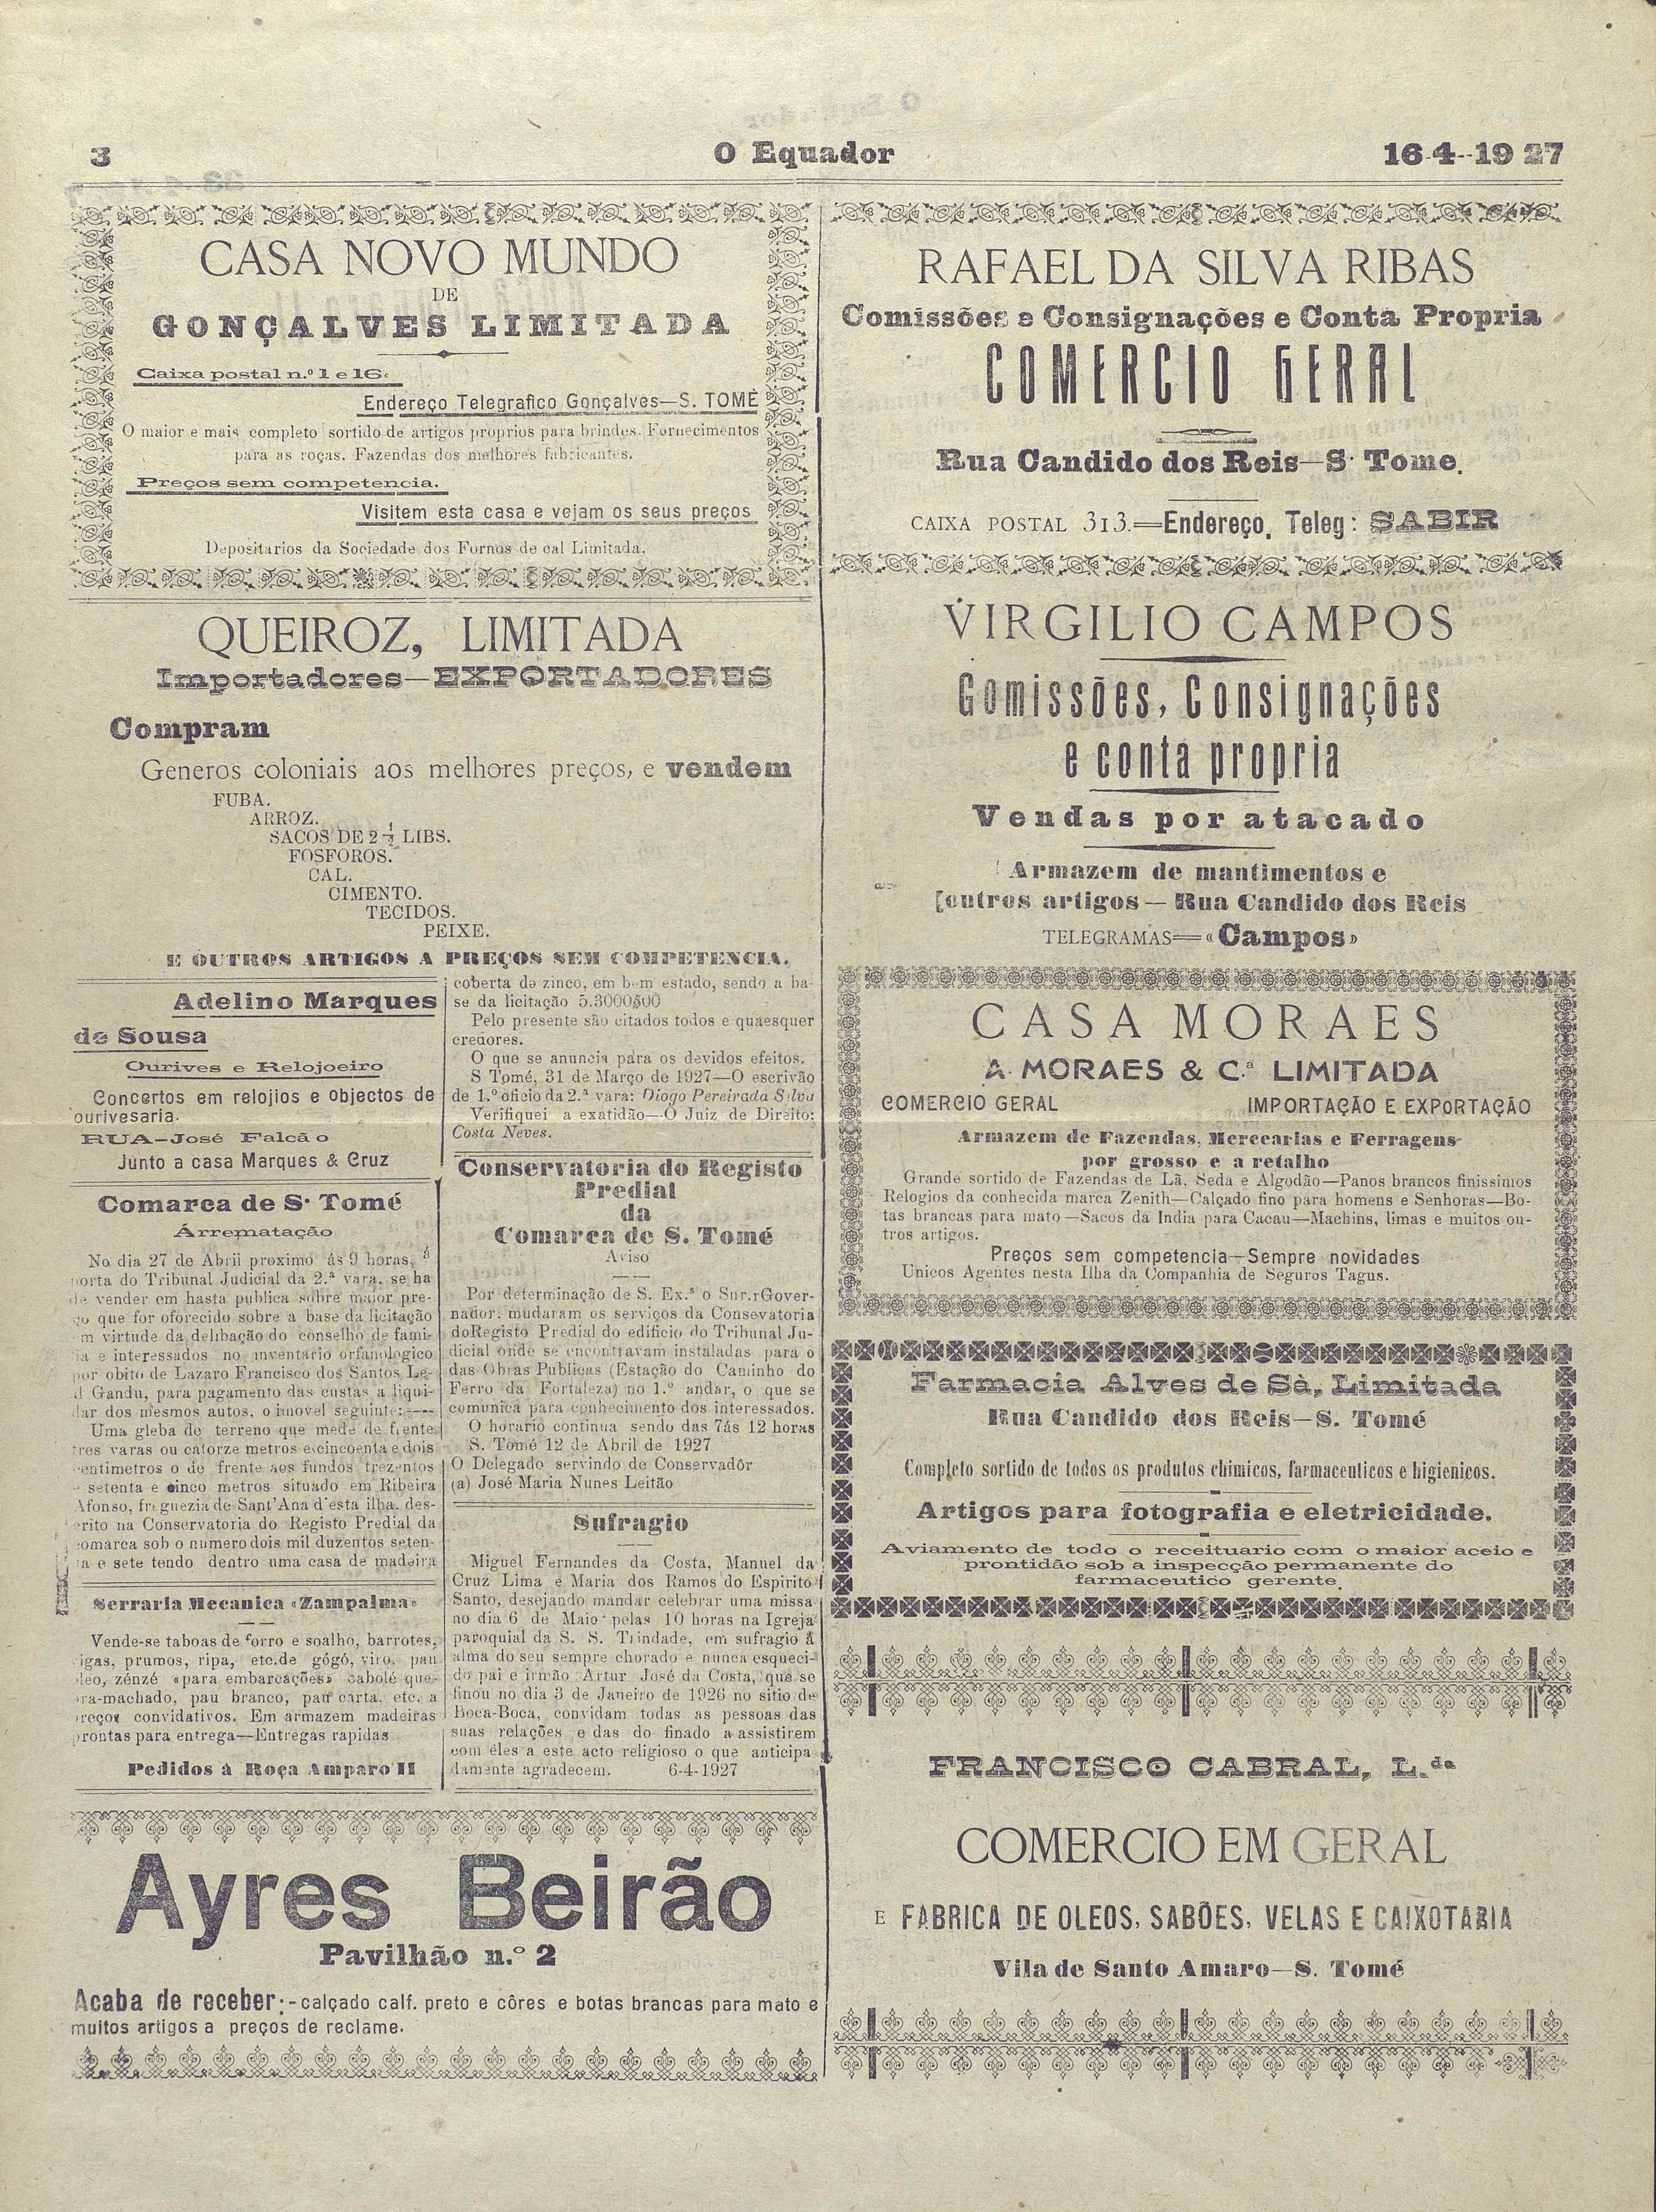 3
O Equador
16-4--19 27
CASA NOVO MUNDO
DE
GONÇALVES LIMITADA
Caixa postal n.º 1 e 16
Endereço Telegrafico Gonçalves—S. TOMÈ
O maior e mais completo sortido de artigos proprios para brindes. Fornecimentos
para as roças. Fazendas dos melhores fabricantes.
Preços sem competencia.
Visitem esta casa e vejam os seus preços
Depositarios da Sociedade dos Fornos de cal Limitada.
QUEIROZ, LIMITADA
Importadores—EXPORTADORES
Compram
Generos coloniais aos melhores preços, e vendem
FUBA.
ARROZ.
SACOS DE 2 ½ LIBS.
FOSFOROS.
CAL.
CIMENTO.
TECIDOS.
PEIXE.
E OUTROS ARTIGOS A PREÇOS SEM COMPETENCIA.
Adelino Marques
de Sousa
Ourives e Relojoeiro
Concertos em relojios e objectos de
ourivesaria.
RUA—José Falcão
Junto a casa Marques & Cruz
Comarca de S. Tomé
Árrematação
No dia 27 de Abril proximo ás 9 horas, á
porta do Tribunal Judicial da 2.ª vara, se ha
de vender em hasta publica sobre maior pre-
ço que for oforecido sobre a base da licitação
m virtude da delibação do conselho de fami-
ia e interessados no inventario orfanologico
por obito de Lazaro Francisco dos Santos Le-
l Gandu, para pagamento das custas a liqui-
dar dos mesmos autos, o imovel seguinte:----
Uma gleba de terreno que mede de frente
tres varas ou catorze metros e cincoenta e dois
centimetros o de frente aos fundos trezentos
setenta e cinco metros situado em Ribeira
Afonso, freguezia de Sant'Ana d'esta ilha, des-
crito na Conservatoria do Registo Predial da
comarca sob o numero dois mil duzentos seten-
ta e sete tendo dentro uma casa de madeira
coberta de zinco, em bom estado, sendo a ba-
se da licitação 5.3000$00
Pelo presente são citados todos e quaesquer
creaores.
O que se anuncia para os devidos efeitos.
S Tomé, 31 de Março de 1927—O escrivão
de 1.º oficio da 2.ª vara: Diogo Pereira da Silva
Verifiquei a exatidão—O Juiz de Direito:
Costa Neves.
Serraria Mecanica «Zampalma»
Vende-se taboas de forro e soalho, barrotes,
igas, prumos, ripa, etc. de gógó, viro, pau
oleo, zénzé «para embarcações» cabolé que-
ra-machado, pau branco, pau carta, etc. a
preços convidativos. Em armazem madeiras
prontas para entrega—Entregas rapidas
Pedidos à Roça Amparo II
Conservatoria do Registo
Predial
da
Comarca de S. Tomé
Aviso
Por determinação de S. Ex.ª o Sur.rGover-
nador, mudaram os serviços da Consevatoria
doRegisto Predial do edificio do Tribunal Ju-
dicial onde se encontravam instaladas para o
das Obras Publicas (Estação do Caminho do
Ferro da Fortaleza) no 1.º andar, o que se
comunica para conhecimento dos interessados.
O horario continua sendo das 7ás 12 horas
S. Tomé 12 de Abril de 1927
O Delegado servindo de Conservadôr
(a) José Maria Nunes Leitão
Sufragio
Miguel Fernandes da Costa, Manuel da
Cruz Lima e Maria dos Ramos do Espirito
Santo, desejando mandar celebrar uma missa
no dia 6 de Maio pelas 10 horas na Igreja
paroquial da S. S. Trindade, em sufragio á
alma do seu sempre chorado e nunca esqueci-
do pai e irmão Artur José da Costa, que se
finou no dia 3 de Janeiro de 1926 no sitio de
Boca-Boca, convidam todas as pessoas das
suas relações e das do finado a assistirem
com êles a este acto religioso o que anticipa
damente agradecem. 6-4-1927
Ayres Beirão
Pavilhão n.º 2
Acaba de receber:-calçado calf. preto e côres e botas brancas para mato e
muitos artigos a preços de reclame.
RAFAEL DA SILVA RIBAS
Comissões e Consignações e Conta Propria
COMERCIO GERAL
Rua Candido dos Reis—S. Tome.
CAIXA POSTAL 313.—Endereço. Teleg: SABIR
VIRGILIO CAMPOS
Gomissões, Consignações
e conta propria
Vendas por atacado
Armazem de mantimentos e
[outros artigos — Rua Candido dos Reis
TELEGRAMAS—«Campos»
CASA MORAES
A. MORAES & C.ª LIMITADA
COMERCIO GERAL IMPORTAÇÃO E EXPORTAÇÃO
Armazem de Fazendas, Mercearias e Ferragens
por grosso e a retalho
Grande sortido de Fazendas de Lã, Seda e Algodão—Panos brancos finissimos
Relogios da conhecida marca Zenith—Calçado fino para homens e Senhoras—Bo-
tas brancas para mato—Sacos da India para Cacau—Machins, limas e muitos ou-
tros artigos.
Preços sem competencia—Sempre novidades
Unicos Agentes nesta Ilha da Companhia de Seguros Tagus.
Farmacia Alves de Sà, Limitada
Rua Candido dos Reis—S. Tomé
Completo sortido de todos os produtos chimicos, farmaceuticos e higienicos.
Artigos para fotografia e eletricidade.
Aviamento de todo o receituario com o maior aceio e
prontidão sob a inspecção permanente do
farmaceutico gerente.
FRANCISCO CABRAL, L.da
COMERCIO EM GERAL
E FABRICA DE OLEOS, SABÕES, VELAS E CAIXOTARIA
Vila de Santo Amaro—S. Tomé